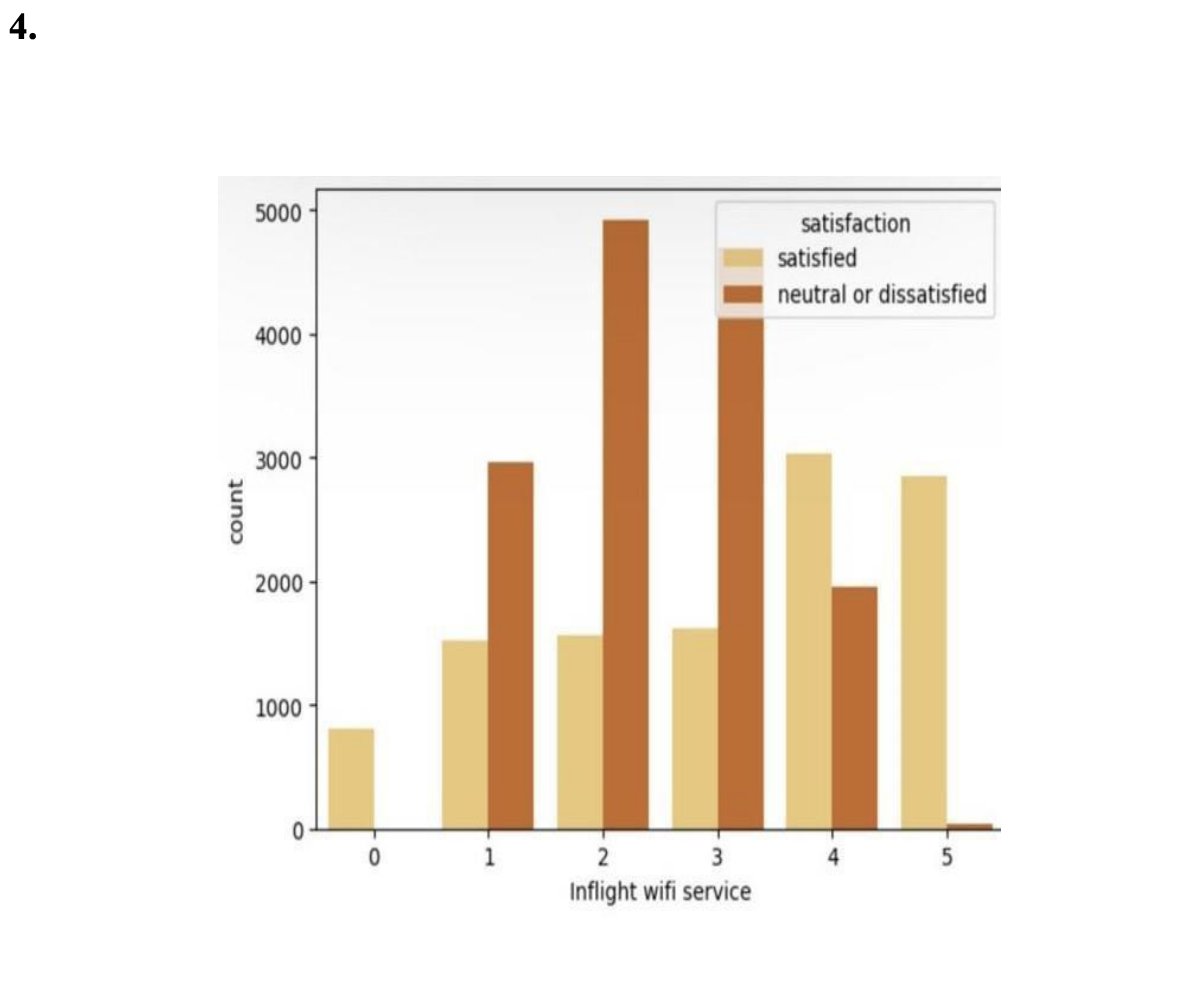 4.
5000
4000
3000
2000
1000
0
count
satisfaction
satisfied
neutral or dissatisfied
0 1 2 3 4 5
Inflight wifi service